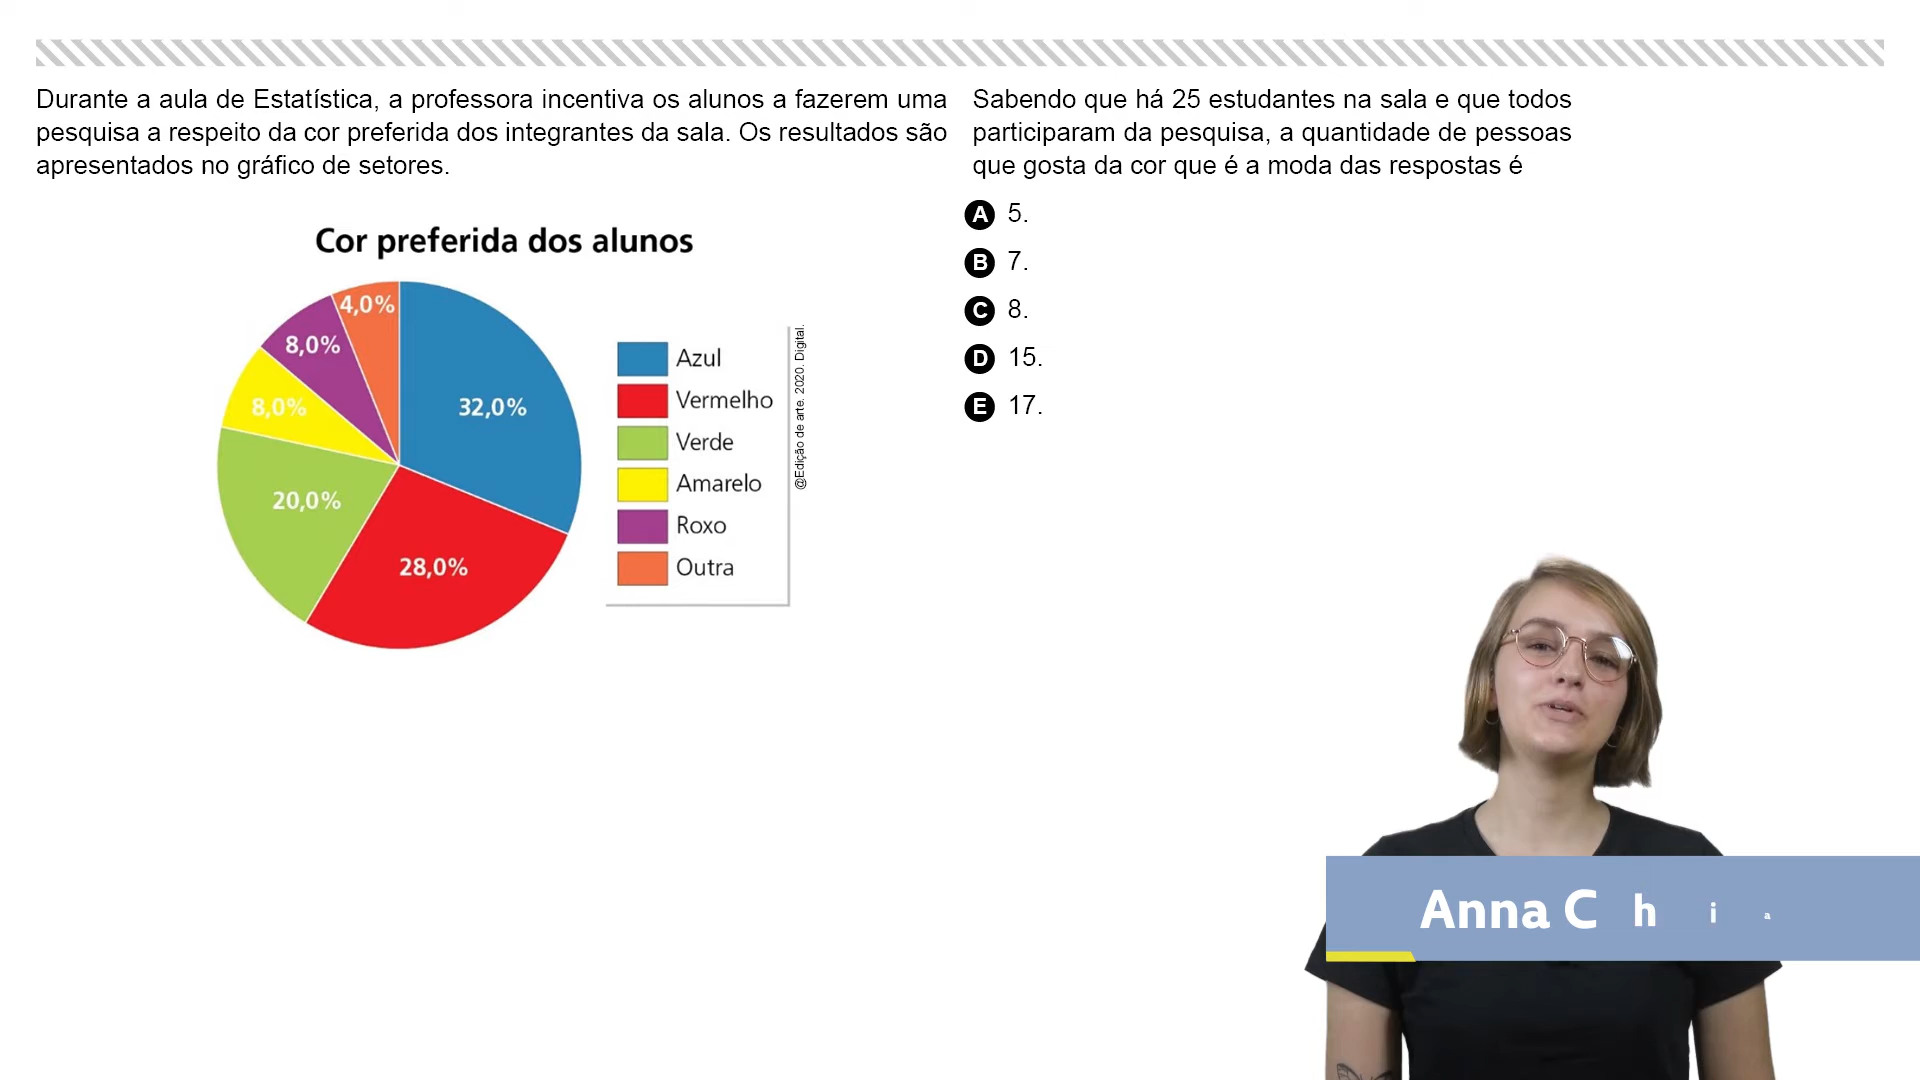 Durante a aula de Estatística, a professora incentiva os alunos a fazerem uma
pesquisa a respeito da cor preferida dos integrantes da sala. Os resultados são
apresentados no gráfico de setores.
Cor preferida dos alunos
4,0%
8,0%
8,0%
32,0%
20,0%
28,0%
Azul
Vermelho
Verde
Amarelo
Roxo
Outra
@Edição de arte. 2020. Digital.
Sabendo que há 25 estudantes na sala e que todos
participaram da pesquisa, a quantidade de pessoas
que gosta da cor que é a moda das respostas é
A 5.
B 7.
C 8.
D 15.
E 17.
Anna Chia